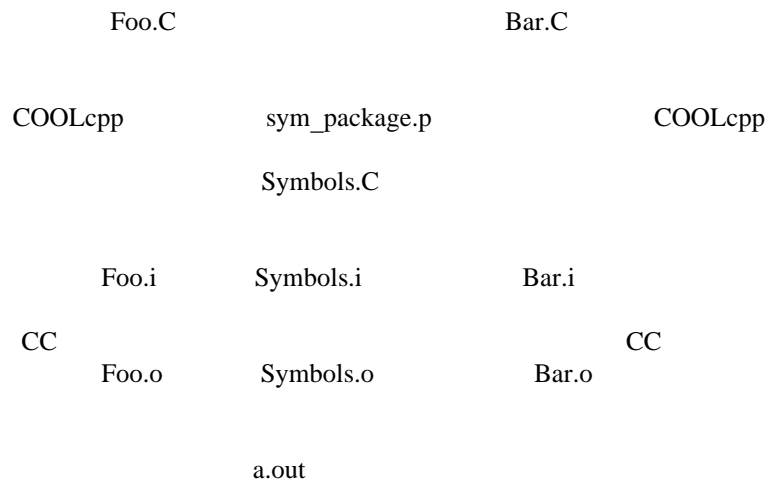 Foo.C Bar.C
COOLcpp sym_package.p COOLcpp
Symbols.C
Foo.i Symbols.i Bar.i
CC CC
Foo.o Symbols.o Bar.o
a.out